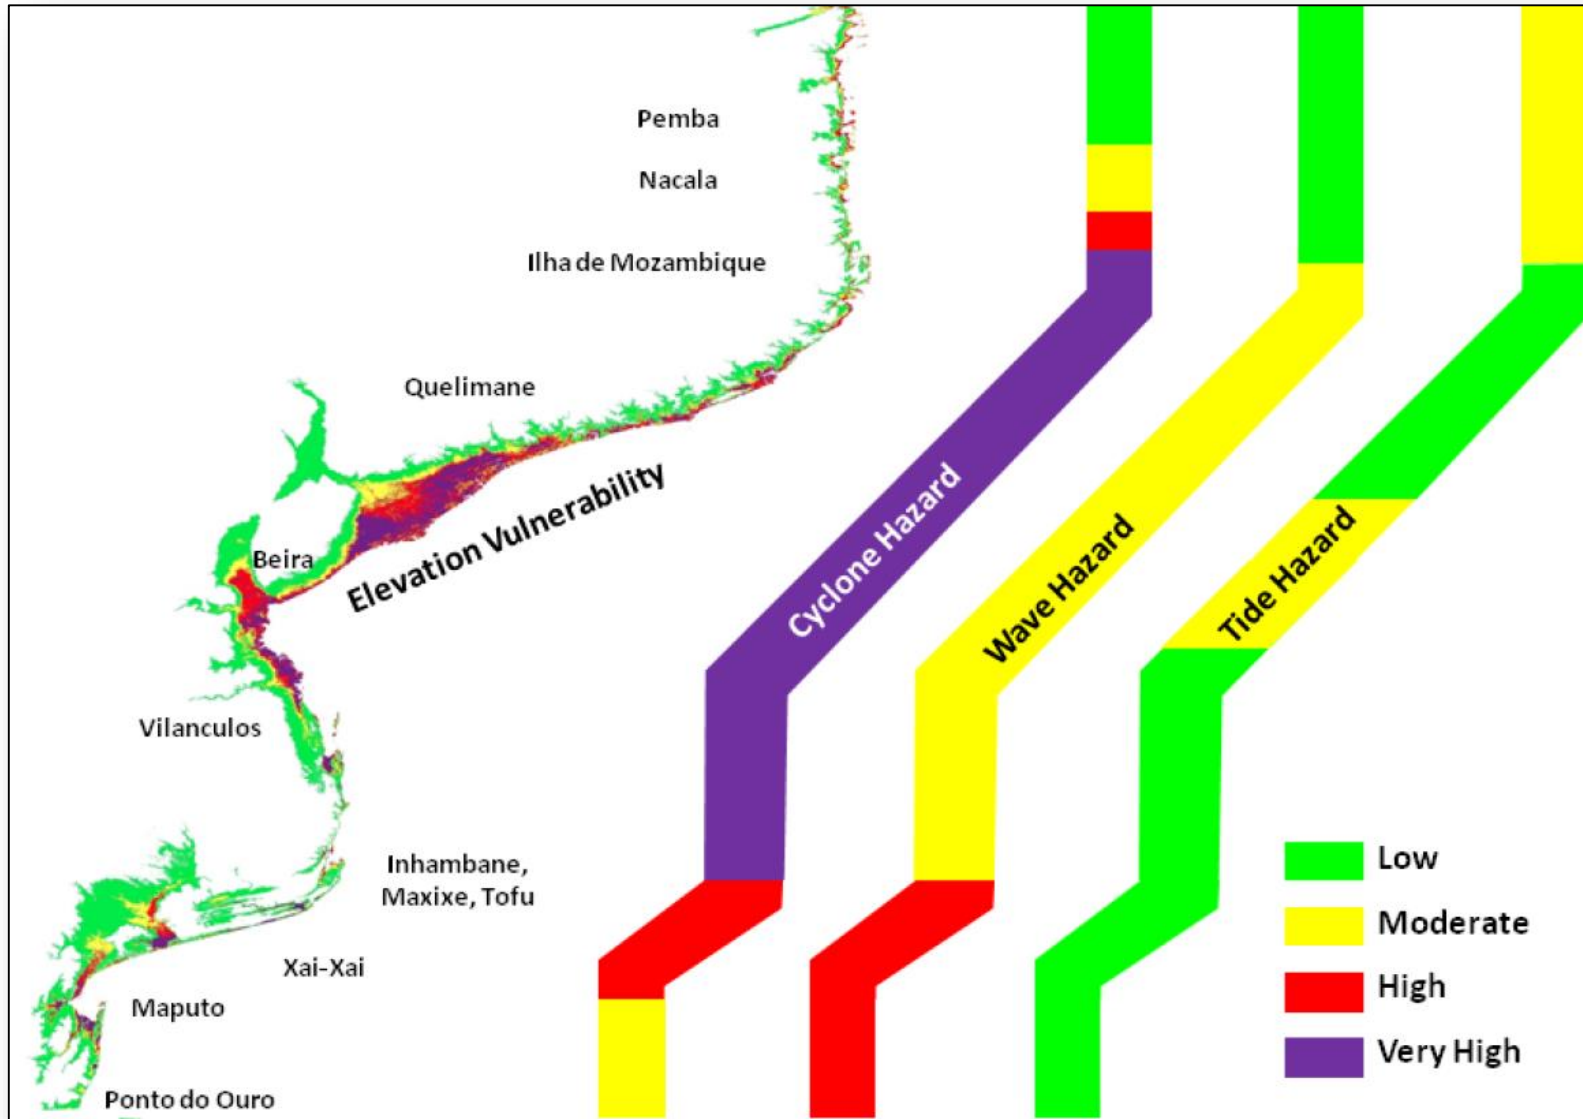 Pemba
Nacala
Ilha de Mozambique
Quelimane
Elevation Vulnerability
Beira
Vilanculos
Inhambane,
Maxixe, Tofu
Xai-Xai
Maputo
Ponto do Ouro
Cyclone Hazard
Wave Hazard
Tide Hazard
Low
Moderate
High
Very High